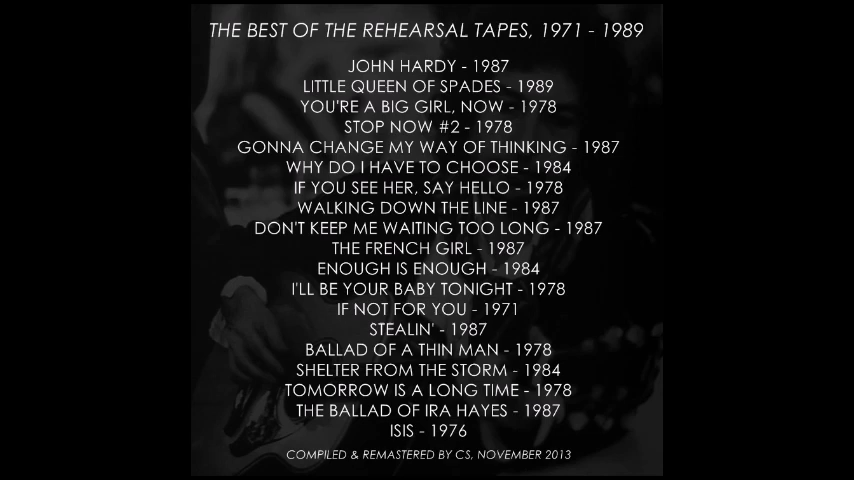 THE BEST OF THE REHEARSAL TAPES, 1971 - 1989
JOHN HARDY - 1987
LITTLE QUEEN OF SPADES - 1989
YOU'RE A BIG GIRL, NOW - 1978
STOP NOW #2 - 1978
GONNA CHANGE MY WAY OF THINKING - 1987
WHY DO I HAVE TO CHOOSE - 1984
IF YOU SEE HER, SAY HELLO - 1978
WALKING DOWN THE LINE - 1987
DON'T KEEP ME WAITING TOO LONG - 1987
THE FRENCH GIRL - 1987
ENOUGH IS ENOUGH - 1984
I'LL BE YOUR BABY TONIGHT - 1978
IF NOT FOR YOU - 1971
STEALIN' - 1987
BALLAD OF A THIN MAN - 1978
SHELTER FROM THE STORM - 1984
TOMORROW IS A LONG TIME - 1978
THE BALLAD OF IRA HAYES - 1987
ISIS - 1976
COMPILED & REMASTERED BY CS, NOVEMBER 2013